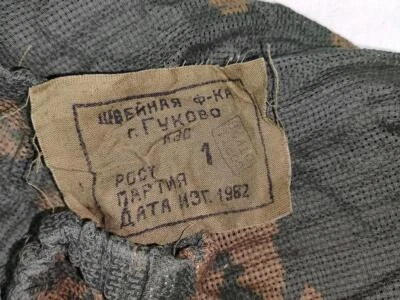 ШВЕЙНАЯ Ф-КА
г. ГУКОВО
1
РОСТ
ПАРТИЯ
ДАТА ИЗГ. 1982